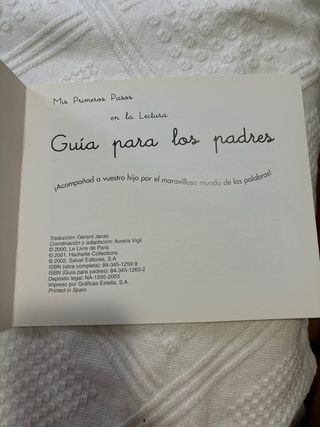 Mis Primeros Pasos
en la Lectura
Guía para los padres
¡Acompañad a vuestro hijo por el maravilloso mundo de las palabras!
Traducción: Gerard Jacas
Coordinación y adaptación: Aurelia Vigil
© 2000, Le Livre de Paris
© 2001, Hachette Collections
© 2002, Salvat Editores, S.A.
ISBN (obra completa): 84-345-1259-9
ISBN (Guía para padres): 84-345-1260-2
Depósito legal: NA-1595-2003
Impreso por Gráficas Estella, S.A.
Printed in Spain